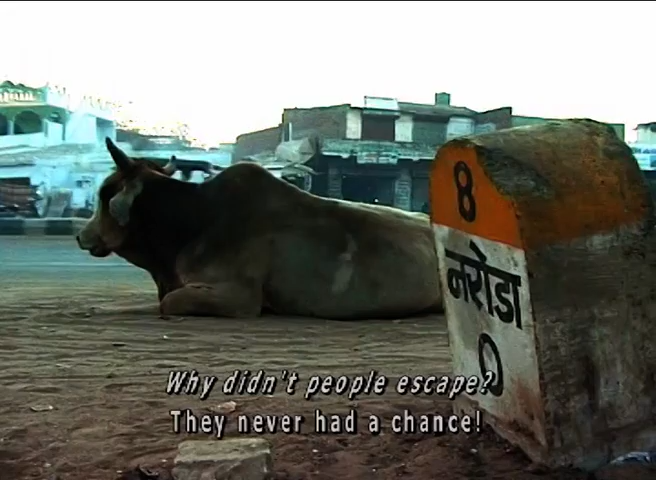 8
नरोडा
0
Why didn't people escape?
They never had a chance!